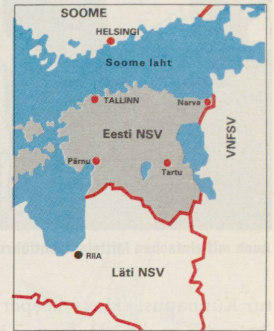 SOOME
HELSINGI
Soome laht
TALLINN
Narva
VNFSV
Eesti NSV
Pärnu
Tartu
RIIA
Läti NSV